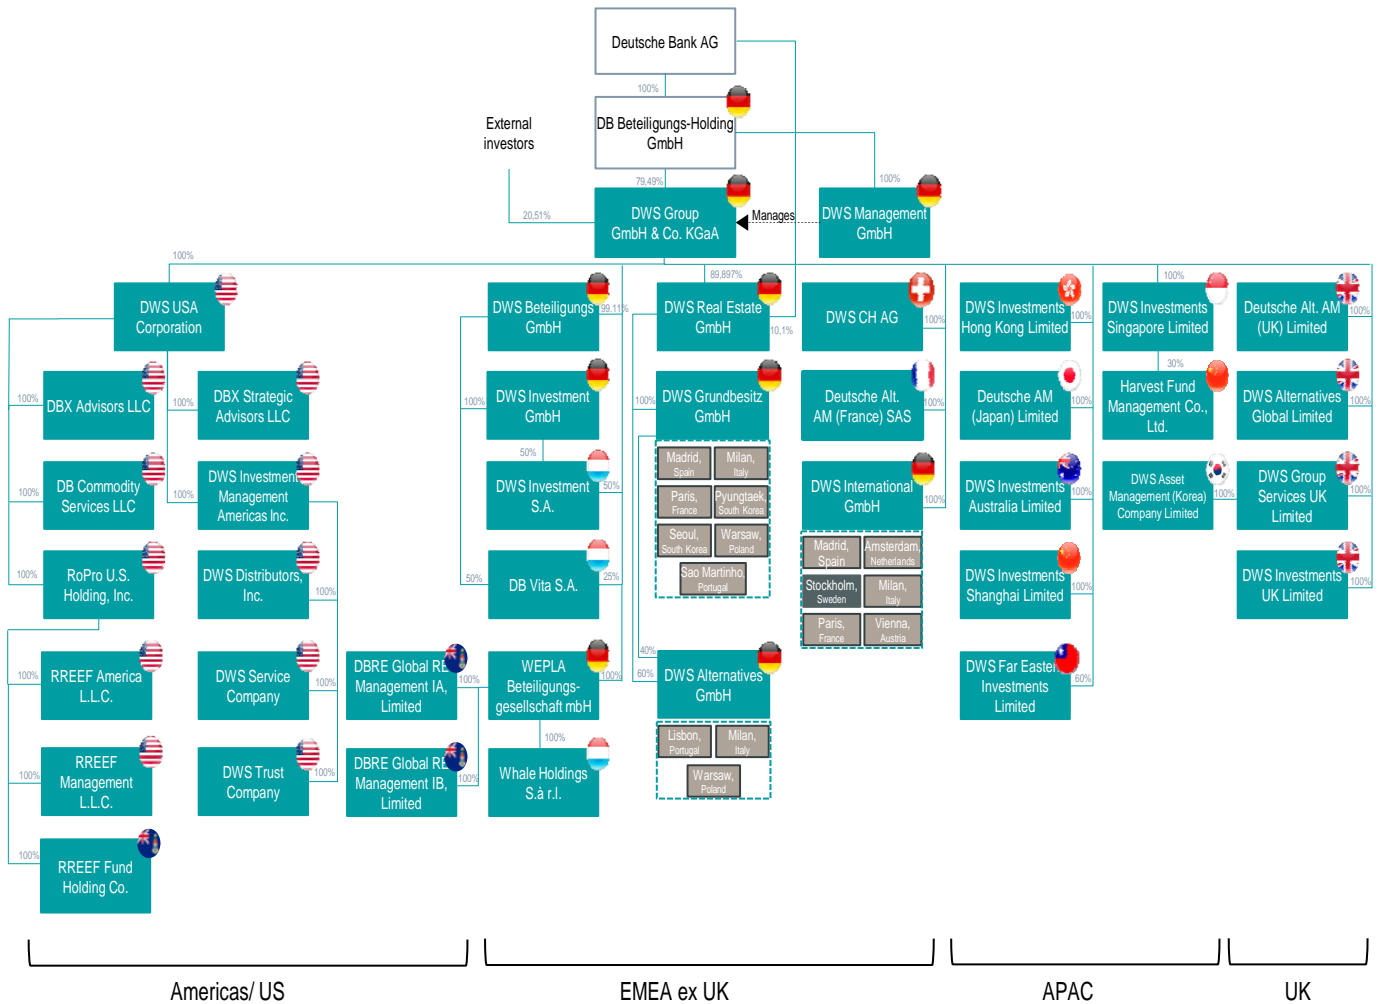 Deutsche Bank AG
100%
DB Beteiligungs-Holding
GmbH
External
investors
79,49%
100%
20,51%
DWS Group
GmbH & Co. KGaA
Manages
DWS Management
GmbH
100%
89,897%
100%
DWS USA
Corporation
DWS Beteiligungs
GmbH
99.11%
DWS Real Estate
GmbH
10,1%
DWS CH AG
100%
DWS Investments
Hong Kong Limited
100%
DWS Investments
Singapore Limited
Deutsche Alt. AM
(UK) Limited
100%
30%
100%
DBX Advisors LLC
100%
DBX Strategic
Advisors LLC
100%
DWS Investment
GmbH
100%
DWS Grundbesitz
GmbH
Deutsche Alt.
AM (France) SAS
100%
Deutsche AM
(Japan) Limited
100%
Harvest Fund
Management Co.,
Ltd.
DWS Alternatives
Global Limited
100%
50%
Madrid,
Spain
Milan,
Italy
Paris,
France
Pyungtaek,
South Korea
Seoul,
South Korea
Warsaw,
Poland
Sao Martinho,
Portugal
100%
DB Commodity
Services LLC
100%
DWS Investment
Management
Americas Inc.
DWS Investment
S.A.
50%
DWS International
GmbH
100%
DWS Investments
Australia Limited
100%
DWS Asset
Management (Korea)
Company Limited
100%
DWS Group
Services UK
Limited
100%
Madrid,
Spain
Amsterdam,
Netherlands
Stockholm,
Sweden
Milan,
Italy
Paris,
France
Vienna,
Austria
100%
RoPro U.S.
Holding, Inc.
DWS Distributors,
Inc.
100%
50%
DB Vita S.A.
25%
DWS Investments
Shanghai Limited
100%
DWS Investments
UK Limited
100%
100%
RREEF America
L.L.C.
DWS Service
Company
100%
DBRE Global RE
Management IA,
Limited
100%
WEPLA
Beteiligungs-
gesellschaft mbH
100%
40%
60%
DWS Alternatives
GmbH
DWS Far Eastern
Investments
Limited
60%
Lisbon,
Portugal
Milan,
Italy
Warsaw,
Poland
100%
100%
RREEF
Management
L.L.C.
DWS Trust
Company
100%
DBRE Global RE
Management IB,
Limited
100%
Whale Holdings
S.à r.l.
100%
RREEF Fund
Holding Co.
Americas/ US
EMEA ex UK
APAC
UK